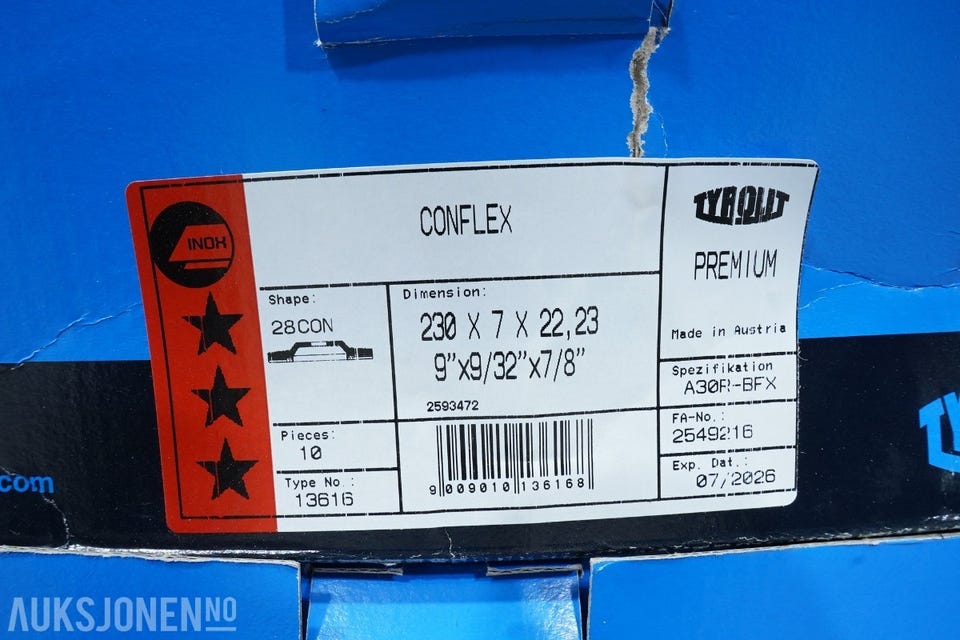 INOX
CONFLEX
TYROLIT
PREMIUM
Made in Austria
Shape:
28CON
Dimension:
230 X 7 X 22,23
9"x9/32"x7/8"
2593472
Spezifikation
A30R-BFX
FA-No.:
2549216
Exp. Dat.:
07/2026
Pieces:
10
Type No.:
13616
9 009010 136168
.com
AUKSJONEN.NO